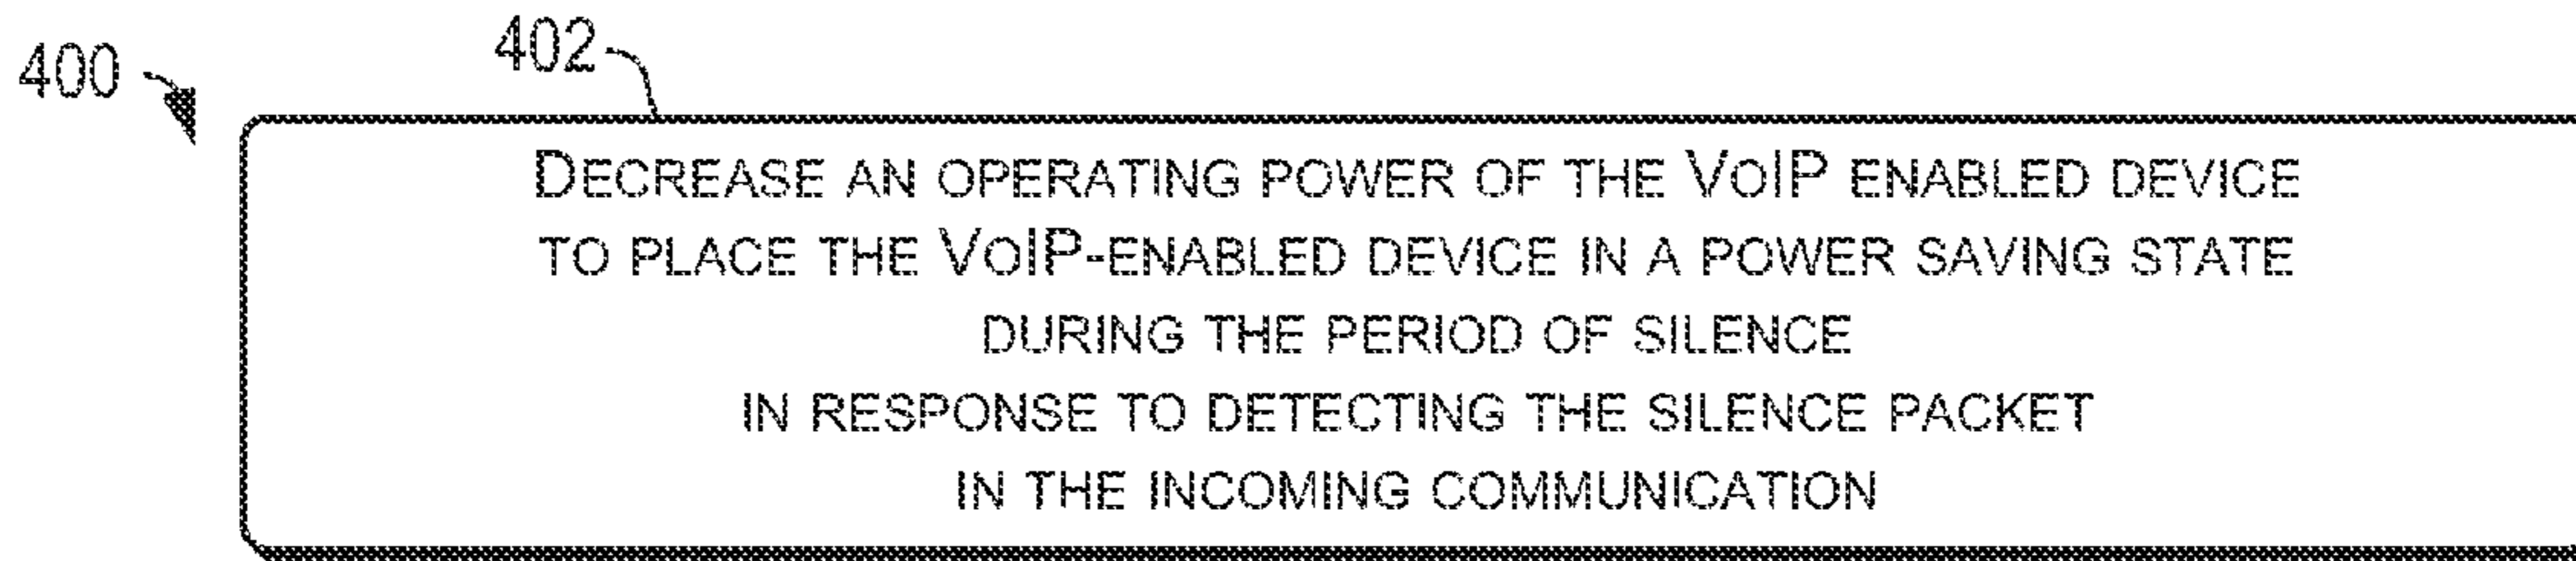 400
402
DECREASE AN OPERATING POWER OF THE VOIP ENABLED DEVICE
TO PLACE THE VOIP-ENABLED DEVICE IN A POWER SAVING STATE
DURING THE PERIOD OF SILENCE
IN RESPONSE TO DETECTING THE SILENCE PACKET
IN THE INCOMING COMMUNICATION